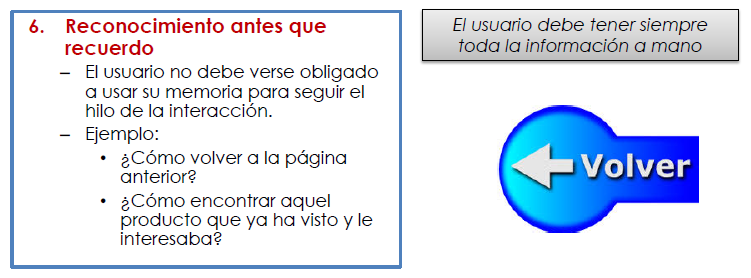 6. Reconocimiento antes que
recuerdo
– El usuario no debe verse obligado
a usar su memoria para seguir el
hilo de la interacción.
– Ejemplo:
• ¿Cómo volver a la página
anterior?
• ¿Cómo encontrar aquel
producto que ya ha visto y le
interesaba?
El usuario debe tener siempre
toda la información a mano
Volver